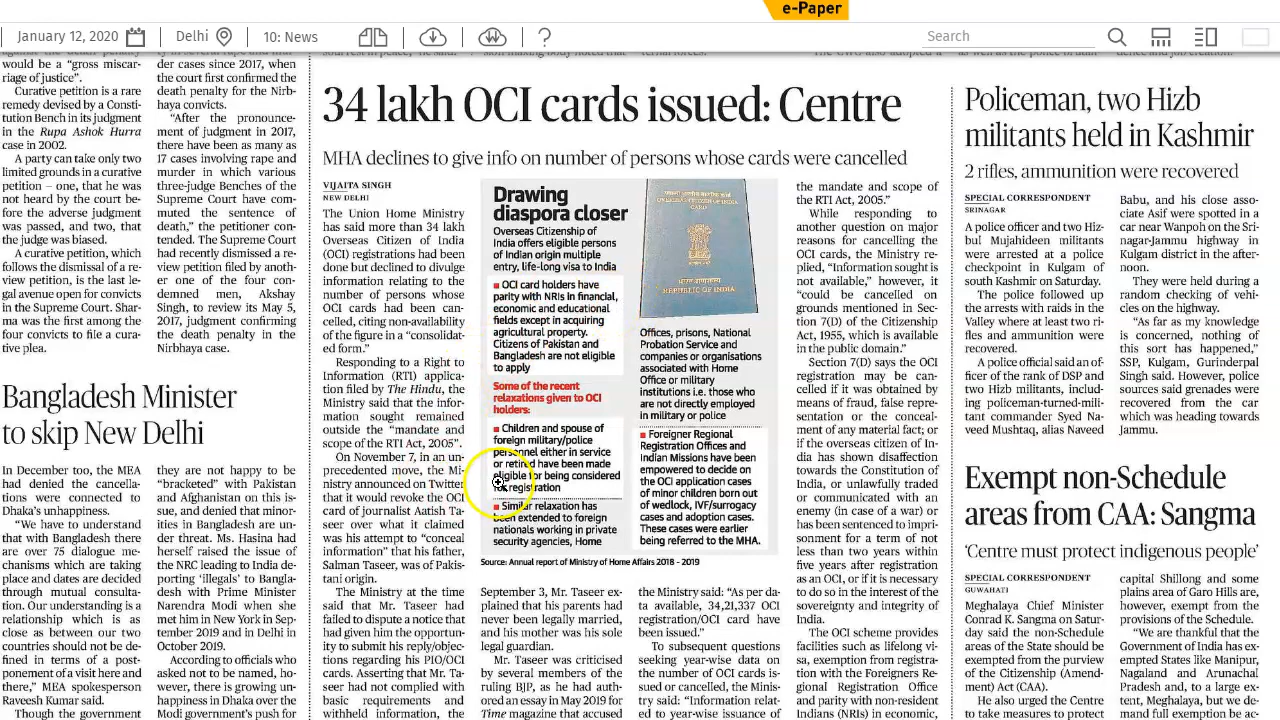 e-Paper
January 12, 2020
Delhi
10: News
?
Search
would be a “gross miscar-
riage of justice”.
Curative petition is a rare
remedy devised by a Consti-
tution Bench in its judgment
in the Rupa Ashok Hurra
case in 2002.
A party can take only two
limited grounds in a curative
petition – one, that he was
not heard by the court be-
fore the adverse judgment
was passed, and two, that
the judge was biased.
A curative petition, which
follows the dismissal of a re-
view petition, is the last le-
gal avenue open for convicts
in the Supreme Court. Shar-
ma was the first among the
four convicts to file a cura-
tive plea.
der cases since 2017, when
the court first confirmed the
death penalty for the Nirb-
haya convicts.
“After the pronounce-
ment of judgment in 2017,
there have been as many as
17 cases involving rape and
murder in which various
three-judge Benches of the
Supreme Court have com-
muted the sentence of
death,” the petitioner con-
tended. The Supreme Court
had recently dismissed a re-
view petition filed by anoth-
er one of the four con-
demned men, Akshay
Singh, to review its May 5,
2017, judgment confirming
the death penalty in the
Nirbhaya case.
Bangladesh Minister
to skip New Delhi
In December too, the MEA
had denied the cancella-
tions were connected to
Dhaka’s unhappiness.
“We have to understand
that with Bangladesh there
are over 75 dialogue me-
chanisms which are taking
place and dates are decided
through mutual consulta-
tion. Our understanding is a
relationship which is as
close as between our two
countries should not be de-
fined in terms of a post-
ponement of a visit here and
there,” MEA spokesperson
Raveesh Kumar said.
Though the government
they are not happy to be
“bracketed” with Pakistan
and Afghanistan on this is-
sue, and denied that minor-
ities in Bangladesh are un-
der threat. Ms. Hasina had
herself raised the issue of
the NRC leading to India de-
porting ‘illegals’ to Bangla-
desh with Prime Minister
Narendra Modi when she
met him in New York in Sep-
tember 2019 and in Delhi in
October 2019.
According to officials who
asked not to be named, ho-
wever, there is growing un-
happiness in Dhaka over the
Modi government’s push for
34 lakh OCI cards issued: Centre
MHA declines to give info on number of persons whose cards were cancelled
VIJAITA SINGH
NEW DELHI
The Union Home Ministry
has said more than 34 lakh
Overseas Citizen of India
(OCI) registrations had been
done but declined to divulge
information relating to the
number of persons whose
OCI cards had been can-
celled, citing non-availability
of the figure in a “consolidat-
ed form”.
Responding to a Right to
Information (RTI) applica-
tion filed by The Hindu, the
Ministry said that the infor-
mation sought remained
outside the “mandate and
scope of the RTI Act, 2005”.
On November 7, in an un-
precedented move, the Mi-
nistry announced on Twitter
that it would revoke the OCI
card of journalist Aatish Ta-
seer over what it claimed
was his attempt to “conceal
information” that his father,
Salman Taseer, was of Pakis-
tani origin.
The Ministry at the time
said that Mr. Taseer had
failed to dispute a notice that
had given him the opportun-
ity to submit his reply/objec-
tions regarding his PIO/OCI
cards. Asserting that Mr. Ta-
seer had not complied with
basic requirements and
withheld information, the
Drawing
diaspora closer
Overseas Citizenship of
India offers eligible persons
of Indian origin multiple
entry, life-long visa to India
■ OCI card holders have
parity with NRIs in financial,
economic and educational
fields except in acquiring
agricultural property.
Citizens of Pakistan and
Bangladesh are not eligible
to apply
Some of the recent
relaxations given to OCI
holders:
■ Children and spouse of
foreign military/police
personnel either in service
or retired have been made
eligible for being considered
for registration
■ Similar relaxation has
been extended to foreign
nationals working in private
security agencies, Home
OVERSEAS CITIZEN OF INDIA
CARD
REPUBLIC OF INDIA
Offices, prisons, National
Probation Service and
companies or organisations
associated with Home
Office or military
institutions i.e. those who
are not directly employed
in military or police
■ Foreigner Regional
Registration Offices and
Indian Missions have been
empowered to decide on
the OCI application cases
of minor children born out
of wedlock, IVF/surrogacy
cases and adoption cases.
These cases were earlier
being referred to the MHA.
Source: Annual report of Ministry of Home Affairs 2018 - 2019
September 3, Mr. Taseer ex-
plained that his parents had
never been legally married,
and his mother was his sole
legal guardian.
Mr. Taseer was criticised
by several members of the
ruling BJP, as he had auth-
ored an essay in May 2019 for
Time magazine that accused
the Ministry said: “As per da-
ta available, 34,21,337 OCI
registration/OCI card have
been issued.”
To subsequent questions
seeking year-wise data on
the number of OCI cards is-
sued or cancelled, the Minis-
try said: “Information relat-
ed to year-wise issuance of
the mandate and scope of
the RTI Act, 2005.”
While responding to
another question on major
reasons for cancelling the
OCI cards, the Ministry re-
plied, “Information sought is
not available,” however, it
“could be cancelled on
grounds mentioned in Sec-
tion 7(D) of the Citizenship
Act, 1955, which is available
in the public domain.”
Section 7(D) says the OCI
registration may be can-
celled if it was obtained by
means of fraud, false repre-
sentation or the conceal-
ment of any material fact; or
if the overseas citizen of In-
dia has shown disaffection
towards the Constitution of
India, or unlawfully traded
or communicated with an
enemy (in case of a war) or
has been sentenced to impri-
sonment for a term of not
less than two years within
five years after registration
as an OCI, or if it is necessary
to do so in the interest of the
sovereignty and integrity of
India.
The OCI scheme provides
facilities such as lifelong vi-
sa, exemption from registra-
tion with the Foreigners Re-
gional Registration Office
and parity with non-resident
Indians (NRIs) in economic,
Policeman, two Hizb
militants held in Kashmir
2 rifles, ammunition were recovered
SPECIAL CORRESPONDENT
SRINAGAR
A police officer and two Hiz-
bul Mujahideen militants
were arrested at a police
checkpoint in Kulgam of
south Kashmir on Saturday.
The police followed up
the arrests with raids in the
Valley where at least two ri-
fles and ammunition were
recovered.
A police official said an of-
ficer of the rank of DSP and
two Hizb militants, includ-
ing policeman-turned-mili-
tant commander Syed Na-
veed Mushtaq, alias Naveed
Babu, and his close asso-
ciate Asif were spotted in a
car near Wanpoh on the Sri-
nagar-Jammu highway in
Kulgam district in the after-
noon.
They were held during a
random checking of vehi-
cles on the highway.
“As far as my knowledge
is concerned, nothing of
this sort has happened,”
SSP, Kulgam, Gurinderpal
Singh said. However, police
sources said grenades were
recovered from the car
which was heading towards
Jammu.
Exempt non-Schedule
areas from CAA: Sangma
‘Centre must protect indigenous people’
SPECIAL CORRESPONDENT
GUWAHATI
Meghalaya Chief Minister
Conrad K. Sangma on Satur-
day said the non-Schedule
areas of the State should be
exempted from the purview
of the Citizenship (Amend-
ment) Act (CAA).
He also urged the Centre
to take measures to protect
capital Shillong and some
plains area of Garo Hills are,
however, exempt from the
provisions of the Schedule.
“We are thankful that the
Government of India has ex-
empted States like Manipur,
Nagaland and Arunachal
Pradesh and, to a large ex-
tent, Meghalaya, but we de-
mand full exemption be ac-